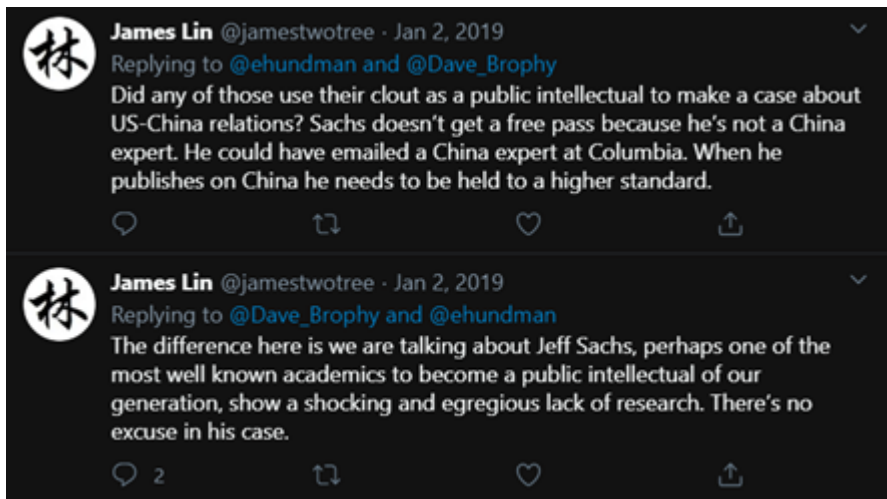 林
James Lin @jamestwotree · Jan 2, 2019
Replying to @ehundman and @Dave_Brophy
Did any of those use their clout as a public intellectual to make a case about
US-China relations? Sachs doesn’t get a free pass because he’s not a China
expert. He could have emailed a China expert at Columbia. When he
publishes on China he needs to be held to a higher standard.
林
James Lin @jamestwotree · Jan 2, 2019
Replying to @Dave_Brophy and @ehundman
The difference here is we are talking about Jeff Sachs, perhaps one of the
most well known academics to become a public intellectual of our
generation, show a shocking and egregious lack of research. There’s no
excuse in his case.
2